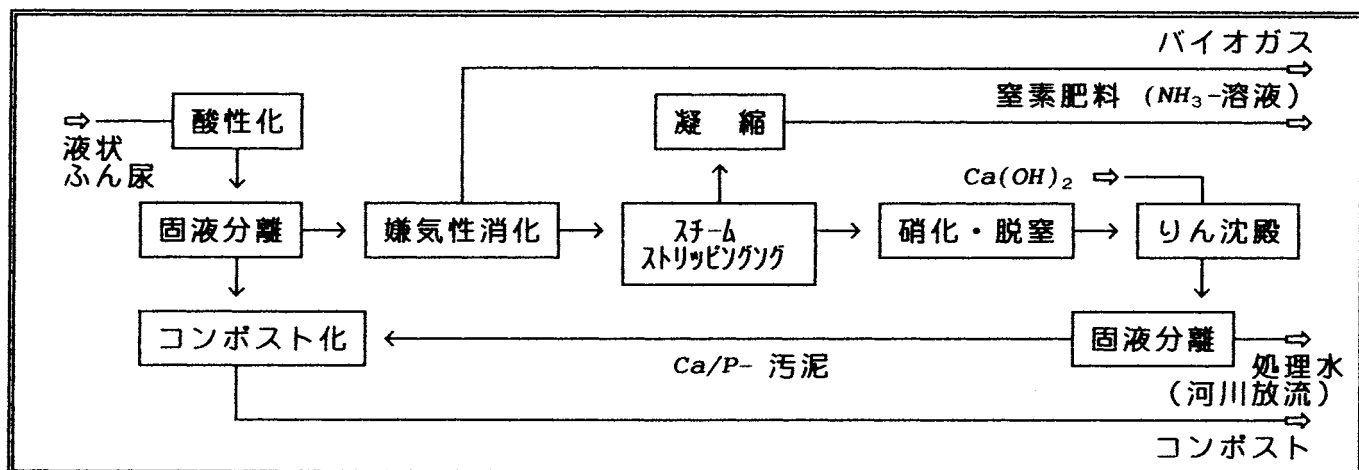 バイオガス
窒素肥料 (NH₃-溶液)
酸性化
凝 縮
液状
ふん尿
Ca(OH)₂
固液分離
嫌気性消化
スチーム
ストリッピングング
硝化・脱窒
りん沈殿
コンポスト化
固液分離
Ca/P- 汚泥
処理水
(河川放流)
コンポスト